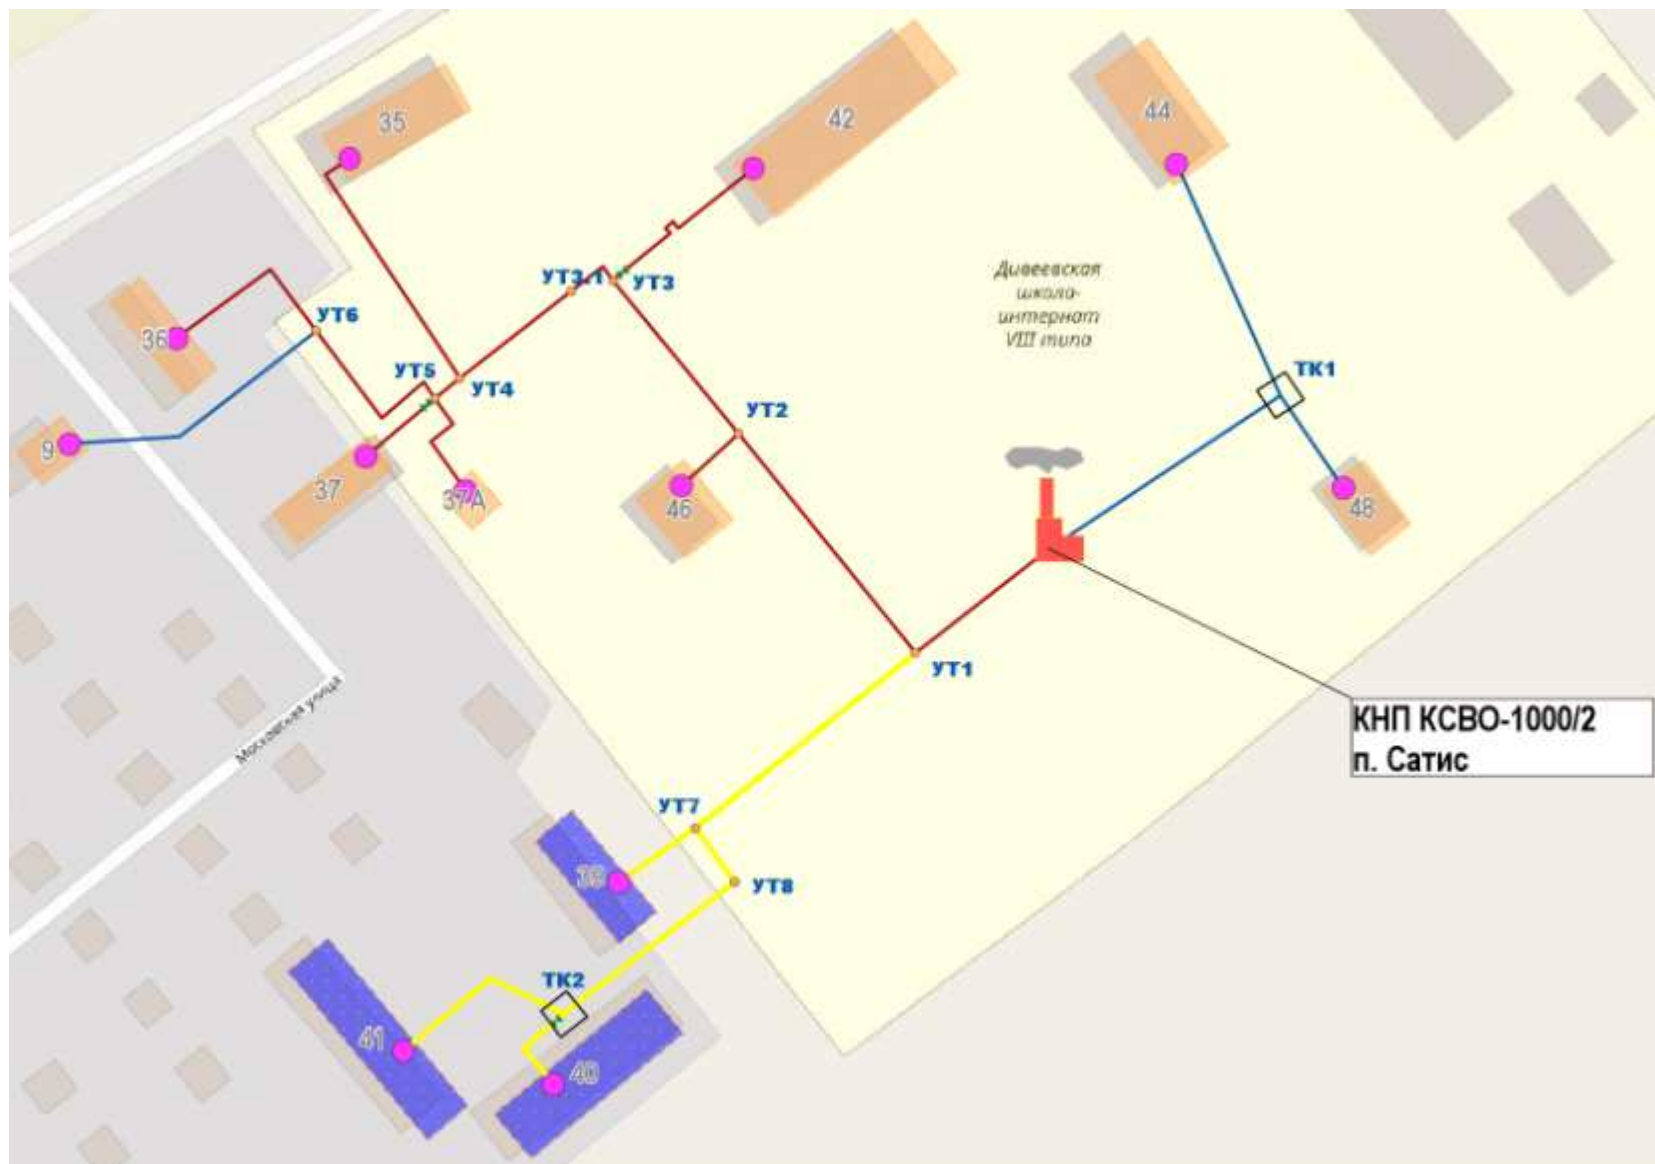 35
42
44
УТ3.1
УТ3
Дивеевская
школа-
интернат
VIII типа
УТ6
36
УТ5
УТ4
ТК1
УТ2
9
37
37А
46
48
УТ1
Московская улица
КНП КСВО-1000/2
п. Сатис
УТ7
39
УТ8
ТК2
41
40